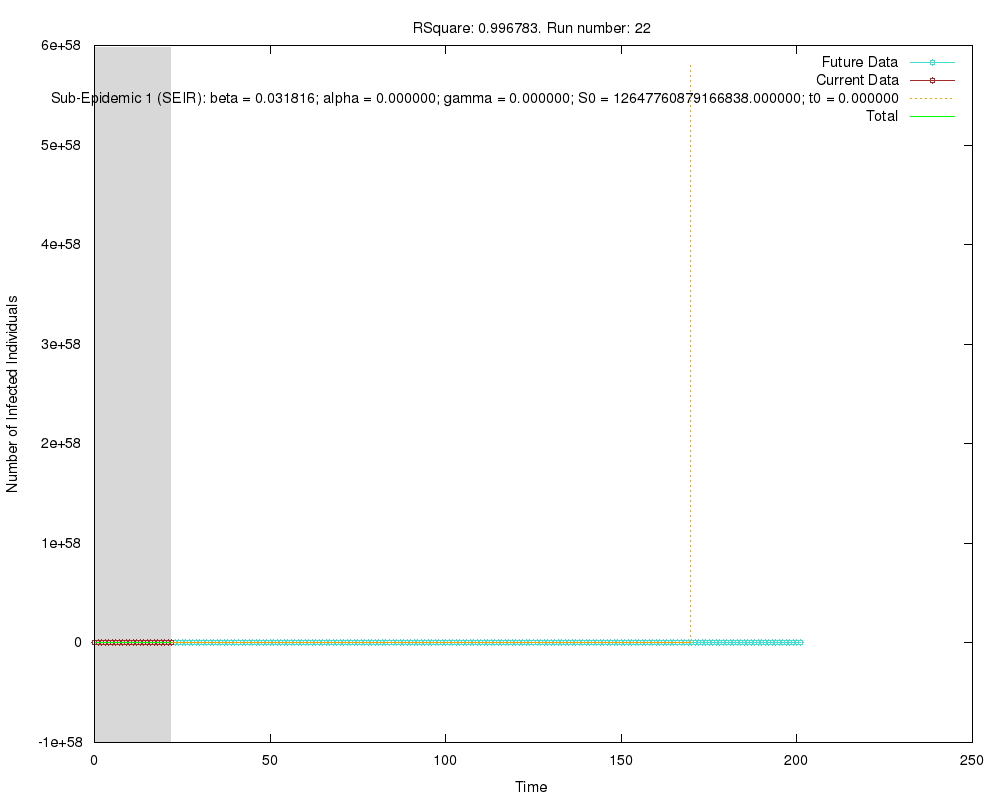 RSquare: 0.996783. Run number: 22
6e+58
5e+58
4e+58
3e+58
2e+58
1e+58
0
-1e+58
Number of Infected Individuals
Future Data
Current Data
Sub-Epidemic 1 (SEIR): beta = 0.031816; alpha = 0.000000; gamma = 0.000000; S0 = 12647760879166838.000000; t0 = 0.000000
Total
0
50
100
150
200
250
Time